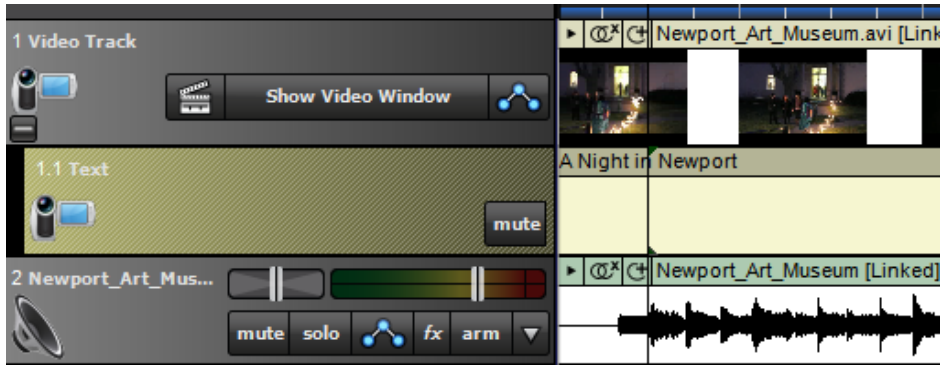 1 Video Track
Newport_Art_Museum.avi [Link
Show Video Window
1.1 Text
A Night in Newport
mute
2 Newport_Art_Mus...
Newport_Art_Museum [Linked]
mute solo fx arm